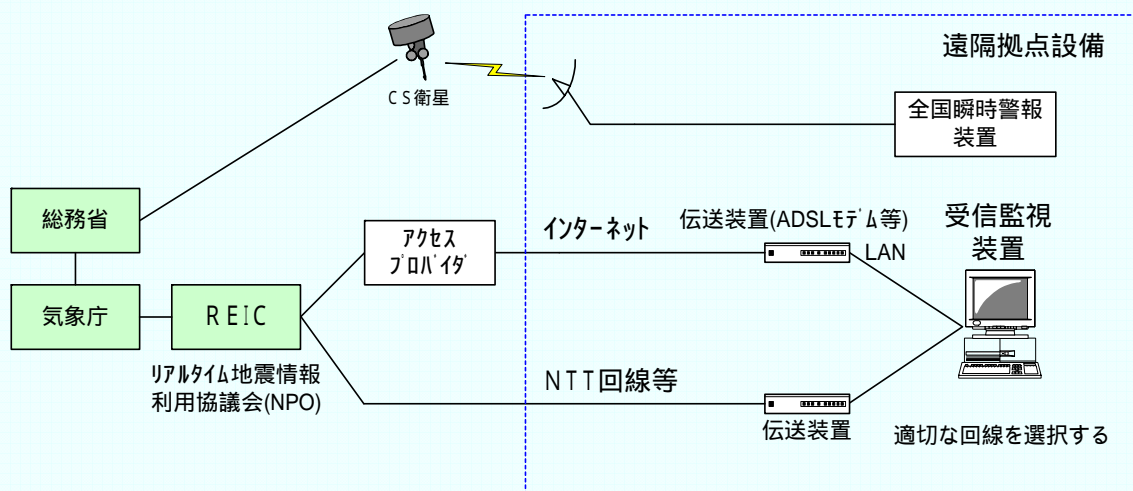 遠隔拠点設備
CS衛星
全国瞬時警報
装置
総務省
アクセス
プロバイダ
インターネット
伝送装置(ADSLモデム等)
LAN
受信監視
装置
気象庁
REIC
リアルタイム地震情報
利用協議会(NPO)
NTT回線等
伝送装置
適切な回線を選択する